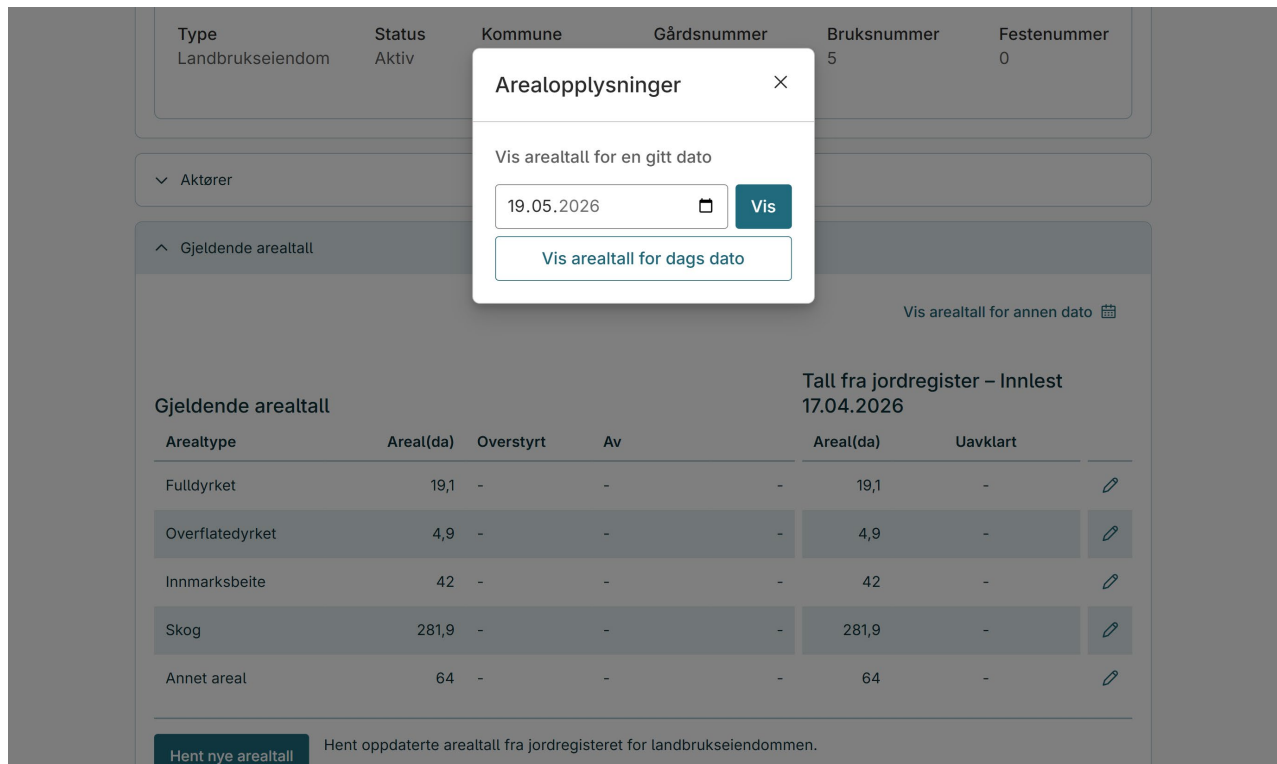 Type Status Kommune Gårdsnummer Bruksnummer Festenummer
Landbrukseiendom Aktiv 5 0
Arealopplysninger
Vis arealtall for en gitt dato
19.05.2026 Vis
Vis arealtall for dags dato
Aktører
Gjeldende arealtall
Vis arealtall for annen dato
Gjeldende arealtall
Tall fra jordregister – Innlest
17.04.2026
Arealtype Areal(da) Overstyrt Av Areal(da) Uavklart
Fulldyrket 19,1 - - - 19,1 -
Overflatedyrket 4,9 - - - 4,9 -
Innmarksbeite 42 - - - 42 -
Skog 281,9 - - - 281,9 -
Annet areal 64 - - - 64 -
Hent nye arealtall Hent oppdaterte arealtall fra jordregisteret for landbrukseiendommen.